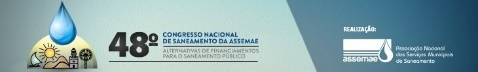 48º
CONGRESSO NACIONAL
DE SANEAMENTO DA ASSEMAE
ALTERNATIVAS DE FINANCIAMENTOS
PARA O SANEAMENTO PÚBLICO
REALIZAÇÃO:
assemae
Associação Nacional
dos Serviços Municipais
de Saneamento